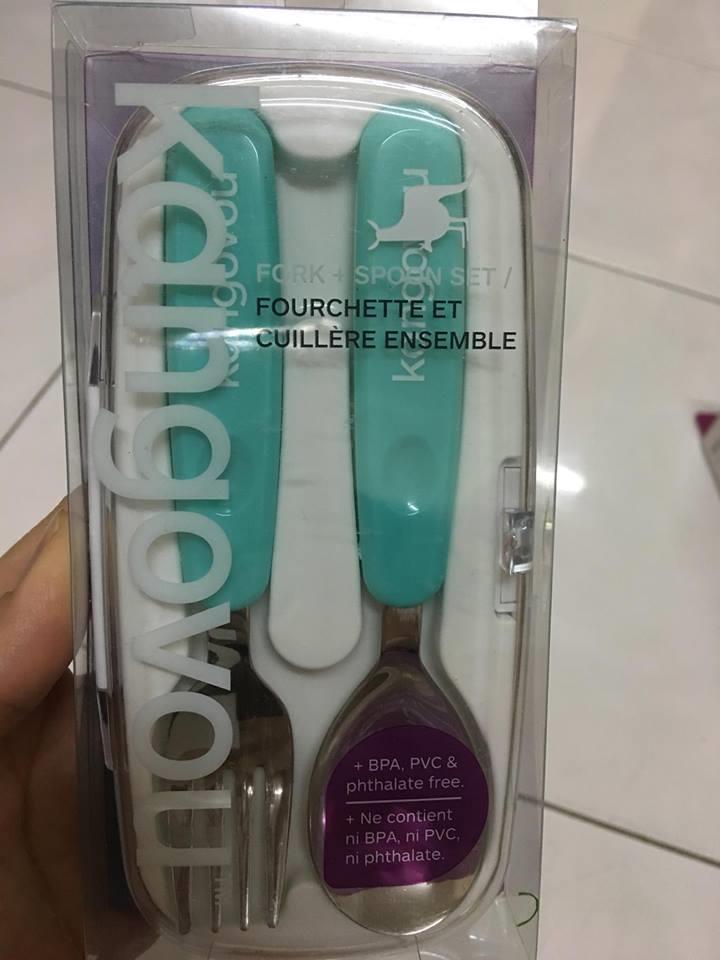 kangovou
kangovou
kangovou
FORK + SPOON SET /
FOURCHETTE ET
CUILLÈRE ENSEMBLE
+ BPA, PVC &
phthalate free.
+ Ne contient
ni BPA, ni PVC,
ni phthalate.